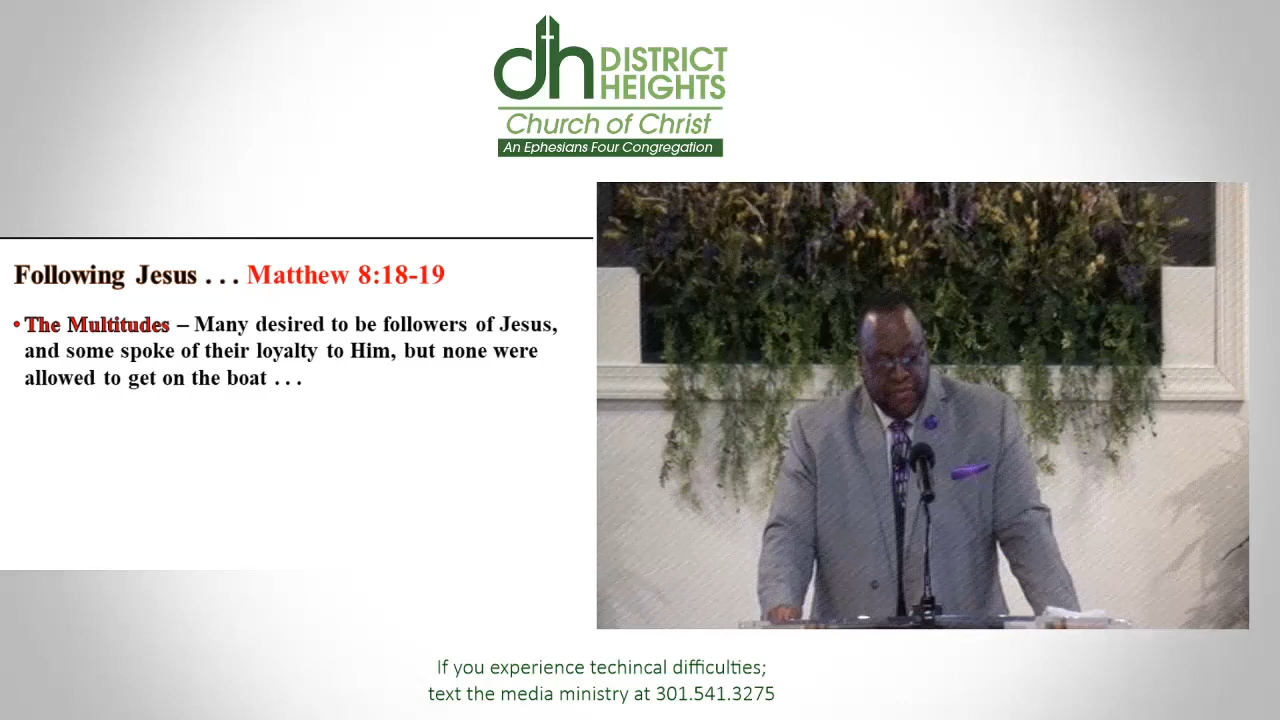 dh DISTRICT
HEIGHTS
Church of Christ
An Ephesians Four Congregation
Following Jesus . . . Matthew 8:18-19
• The Multitudes – Many desired to be followers of Jesus,
and some spoke of their loyalty to Him, but none were
allowed to get on the boat . . .
If you experience techincal difficulties;
text the media ministry at 301.541.3275